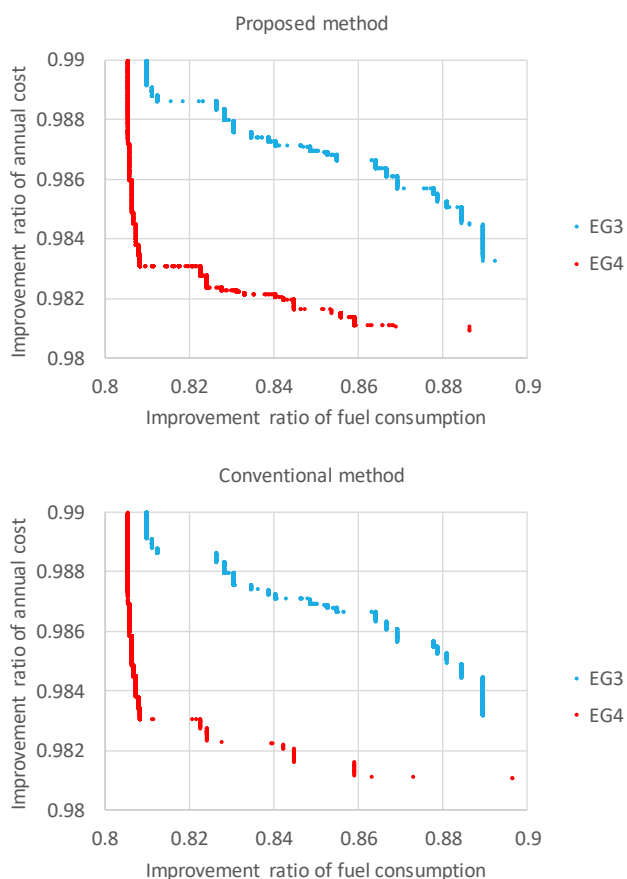 Proposed method
Improvement ratio of annual cost
0.99
0.988
0.986
0.984
0.982
0.98
0.8
0.82
0.84
0.86
0.88
0.9
Improvement ratio of fuel consumption
EG3
EG4
Conventional method
Improvement ratio of annual cost
0.99
0.988
0.986
0.984
0.982
0.98
0.8
0.82
0.84
0.86
0.88
0.9
Improvement ratio of fuel consumption
EG3
EG4